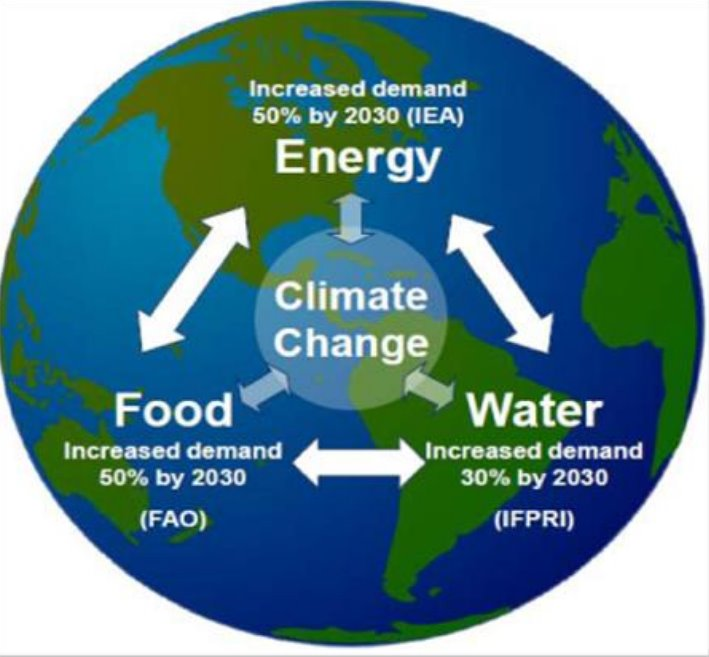 Increased demand
50% by 2030 (IEA)
Energy
Climate
Change
Food
Increased demand
50% by 2030
(FAO)
Water
Increased demand
30% by 2030
(IFPRI)